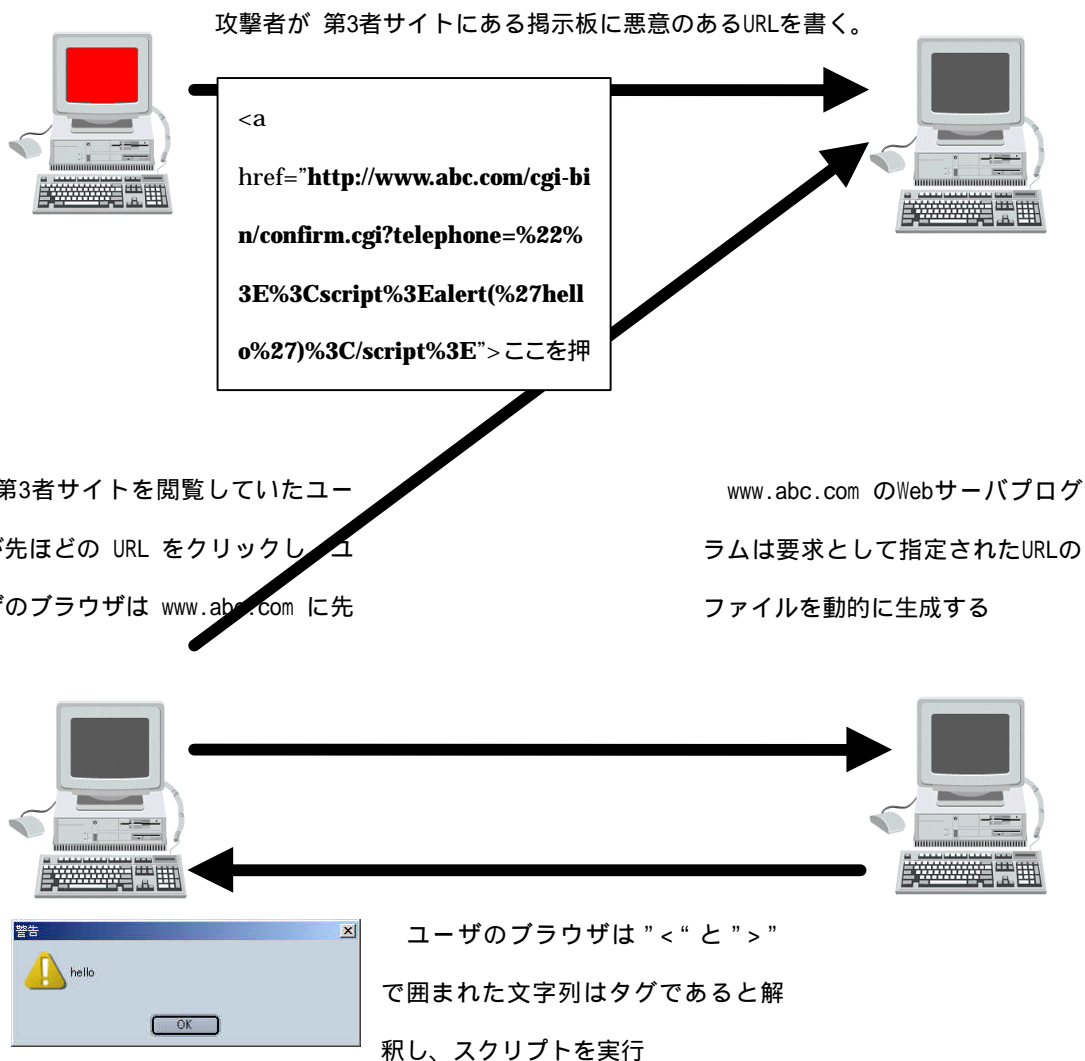 攻撃者が 第3者サイトにある掲示板に悪意のあるURLを書く。
<a
href="http://www.abc.com/cgi-bi
n/confirm.cgi?telephone=%22%
3E%3Cscript%3Ealert(%27hell
o%27)%3C/script%3E">ここを押
第3者サイトを閲覧していたユー
が先ほどの URL をクリックし、ユ
ザのブラウザは www.abc.com に先
www.abc.com のWebサーバプログ
ラムは要求として指定されたURLの
ファイルを動的に生成する
警告
hello
OK
ユーザのブラウザは ”<“ と ”>”
で囲まれた文字列はタグであると解
釈し、スクリプトを実行